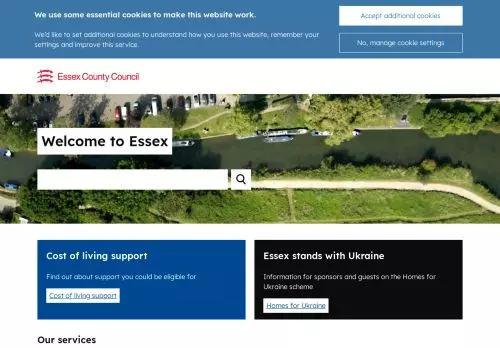 We use some essential cookies to make this website work.
We'd like to set additional cookies to understand how you use this website, remember your
settings and improve this service.
Accept additional cookies
No, manage cookie settings
Essex County Council
Welcome to Essex
Cost of living support
Find out about support you could be eligible for
Cost of living support
Essex stands with Ukraine
Information for sponsors and guests on the Homes for
Ukraine scheme
Homes for Ukraine
Our services